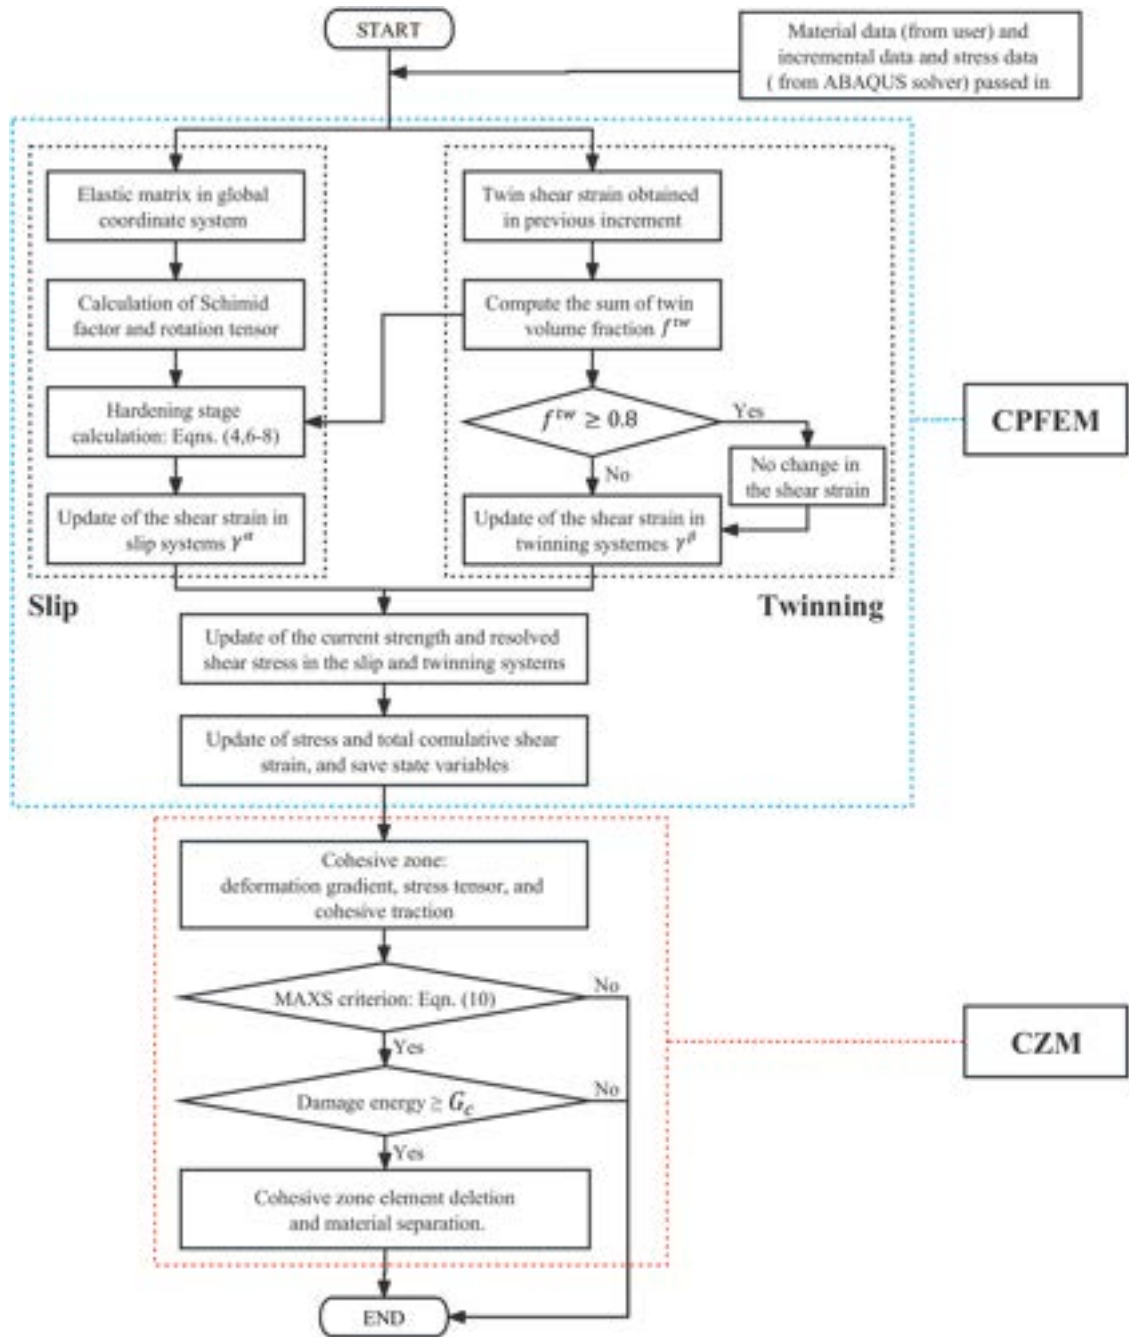 START
Material data (from user) and
incremental data and stress data
( from ABAQUS solver) passed in
Elastic matrix in global
coordinate system
Calculation of Schimid
factor and rotation tensor
Hardening stage
calculation: Eqns. (4,6-8)
Update of the shear strain in
slip systems γ^α
Slip
Twin shear strain obtained
in previous increment
Compute the sum of twin
volume fraction f^tw
f^tw ≥ 0.8
Yes
No
No change in
the shear strain
Update of the shear strain in
twinning systemes γ^β
Twinning
CPFEM
Update of the current strength and resolved
shear stress in the slip and twinning systems
Update of stress and total comulative shear
strain, and save state variables
Cohesive zone:
deformation gradient, stress tensor, and
cohesive traction
MAXS criterion: Eqn. (10)
No
Yes
CZM
Damage energy ≥ G_c
No
Yes
Cohesive zone element deletion
and material separation.
END